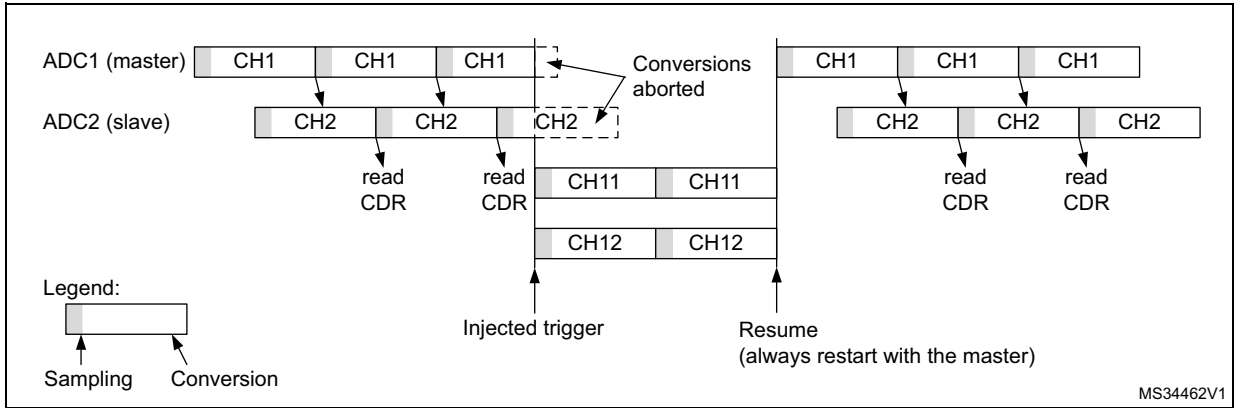 ADC1 (master) CH1 CH1 CH1 CH1 CH1 CH1
Conversions
aborted
ADC2 (slave) CH2 CH2 CH2 CH2 CH2 CH2
read read read read
CDR CDR CDR CDR
CH11 CH11
CH12 CH12
Legend:
Sampling Conversion
Injected trigger
Resume
(always restart with the master)
MS34462V1